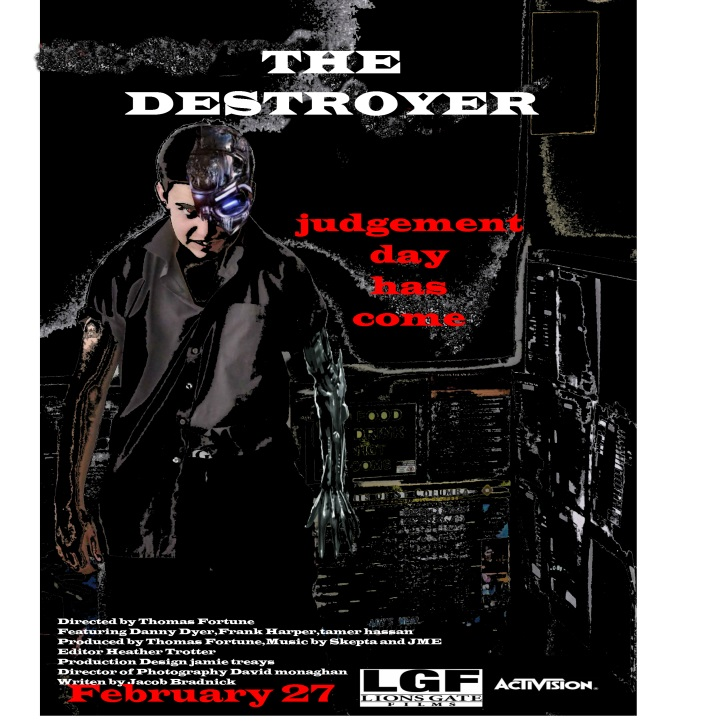 THE
DESTROYER
judgement
day
has
come
Directed by Thomas Fortune
Featuring Danny Dyer,Frank Harper,tamer hassan
Produced by Thomas Fortune,Music by Skepta and JME
Editor Heather Trotter
Production Design jamie treays
Director of Photography David monaghan
Writen by Jacob Bradnick
February 27
LGF
LIONS GATE
FILMS
ACTIVISION